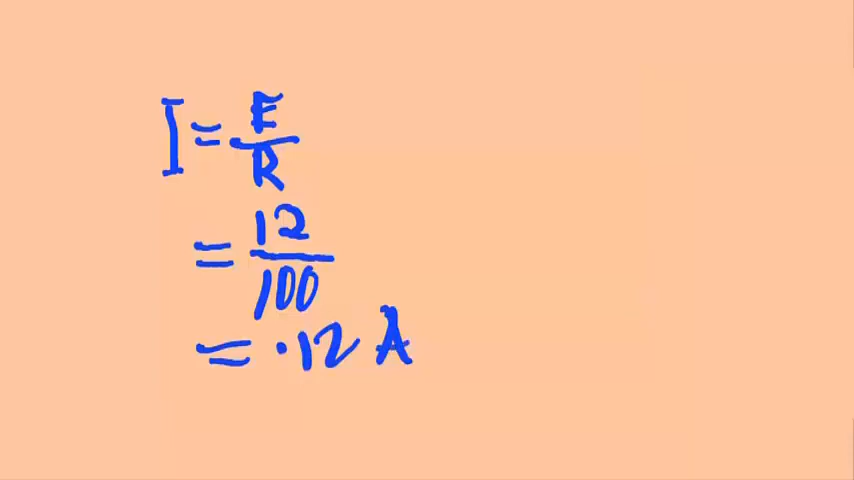 I = E/R
= 12/100
= .12 A